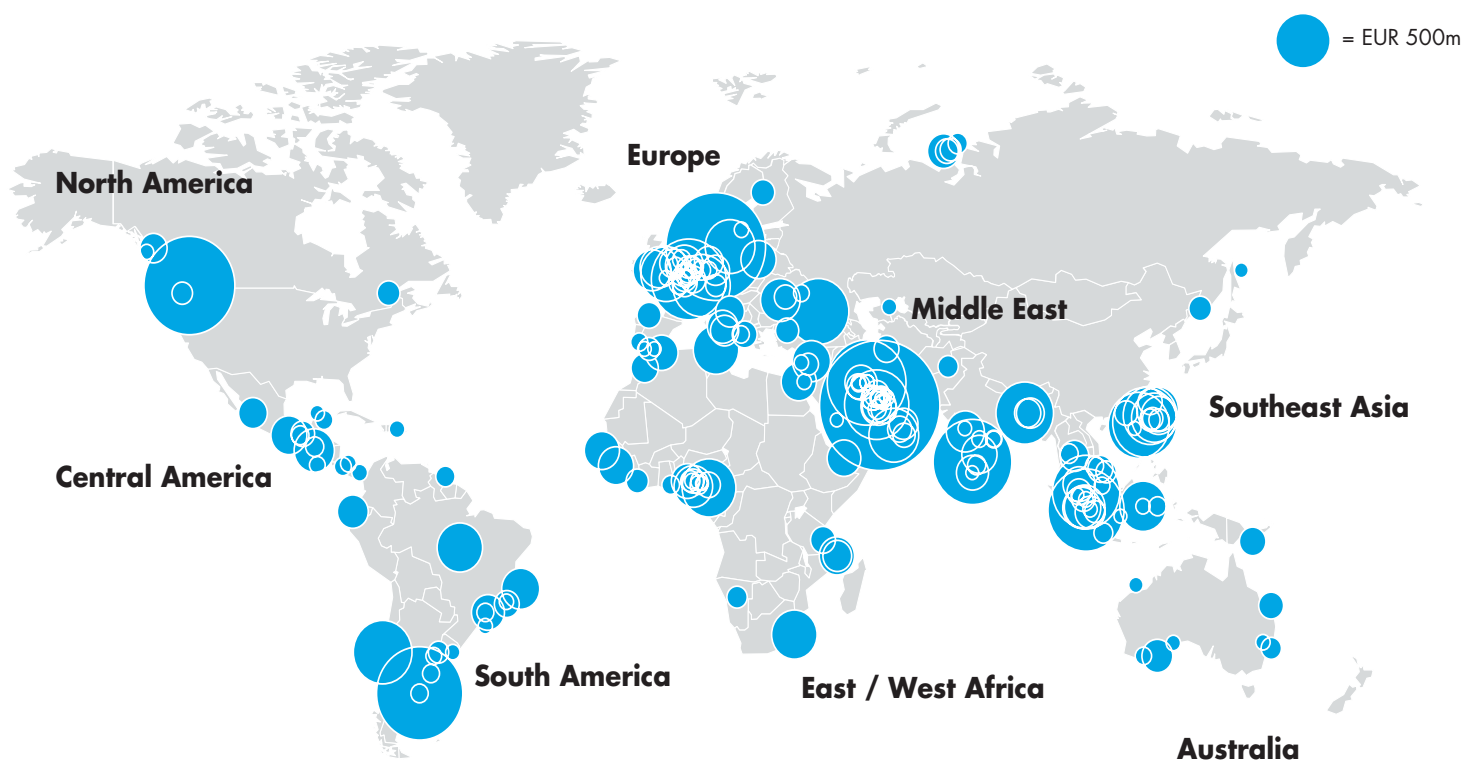 = EUR 500m
Europe
North America
Middle East
Southeast Asia
Central America
South America
East / West Africa
Australia